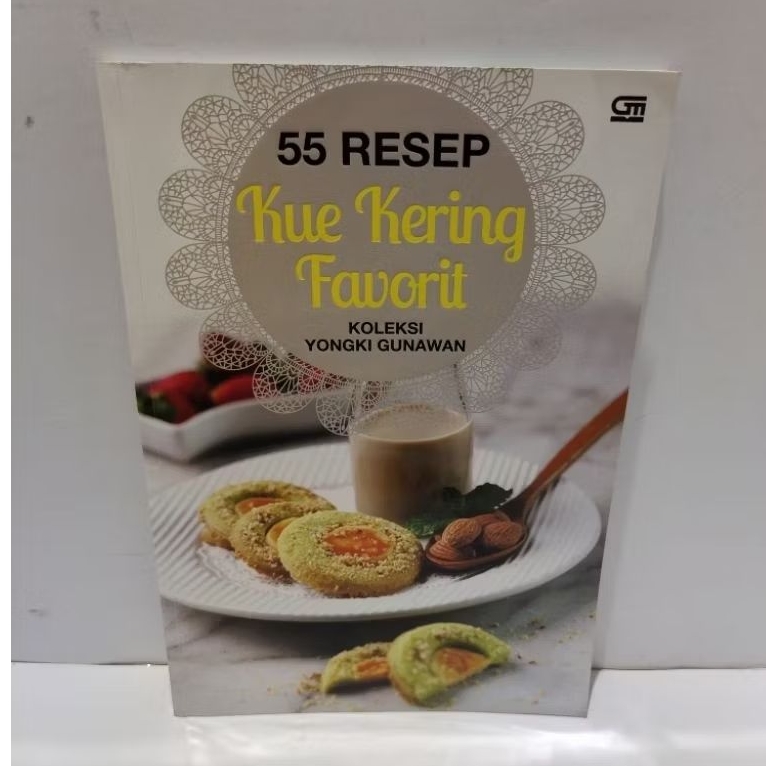 55 RESEP
Kue Kering
Favorit
KOLEKSI
YONGKI GUNAWAN